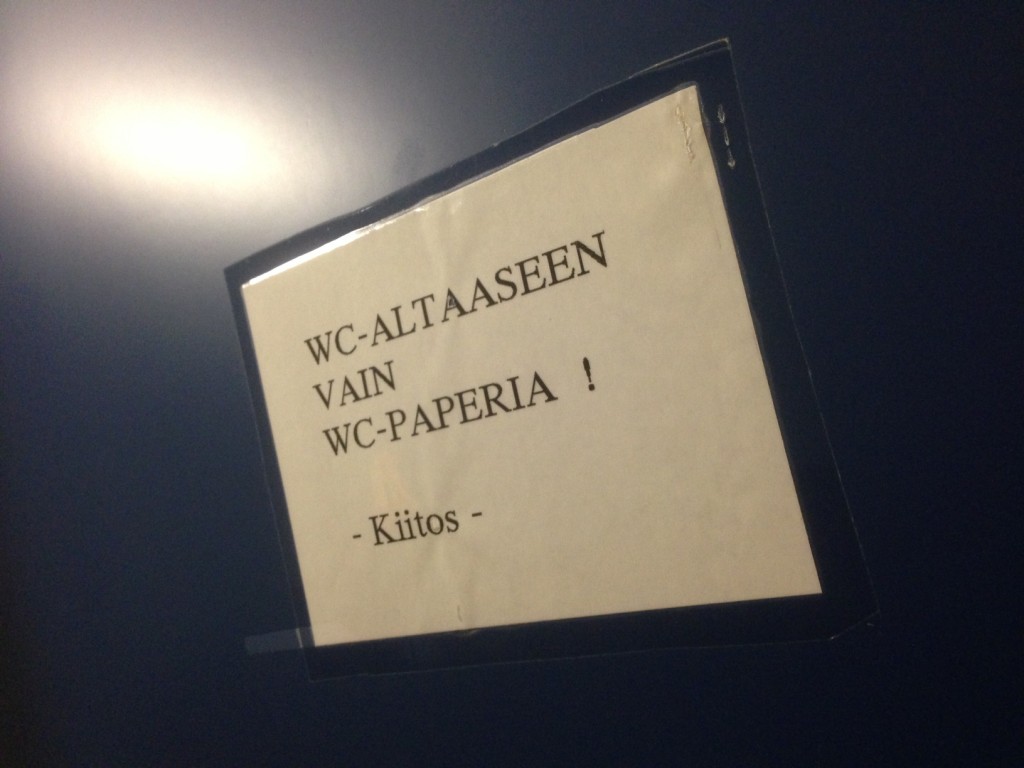 WC-ALTAASEEN
VAIN
WC-PAPERIA !
- Kiitos -